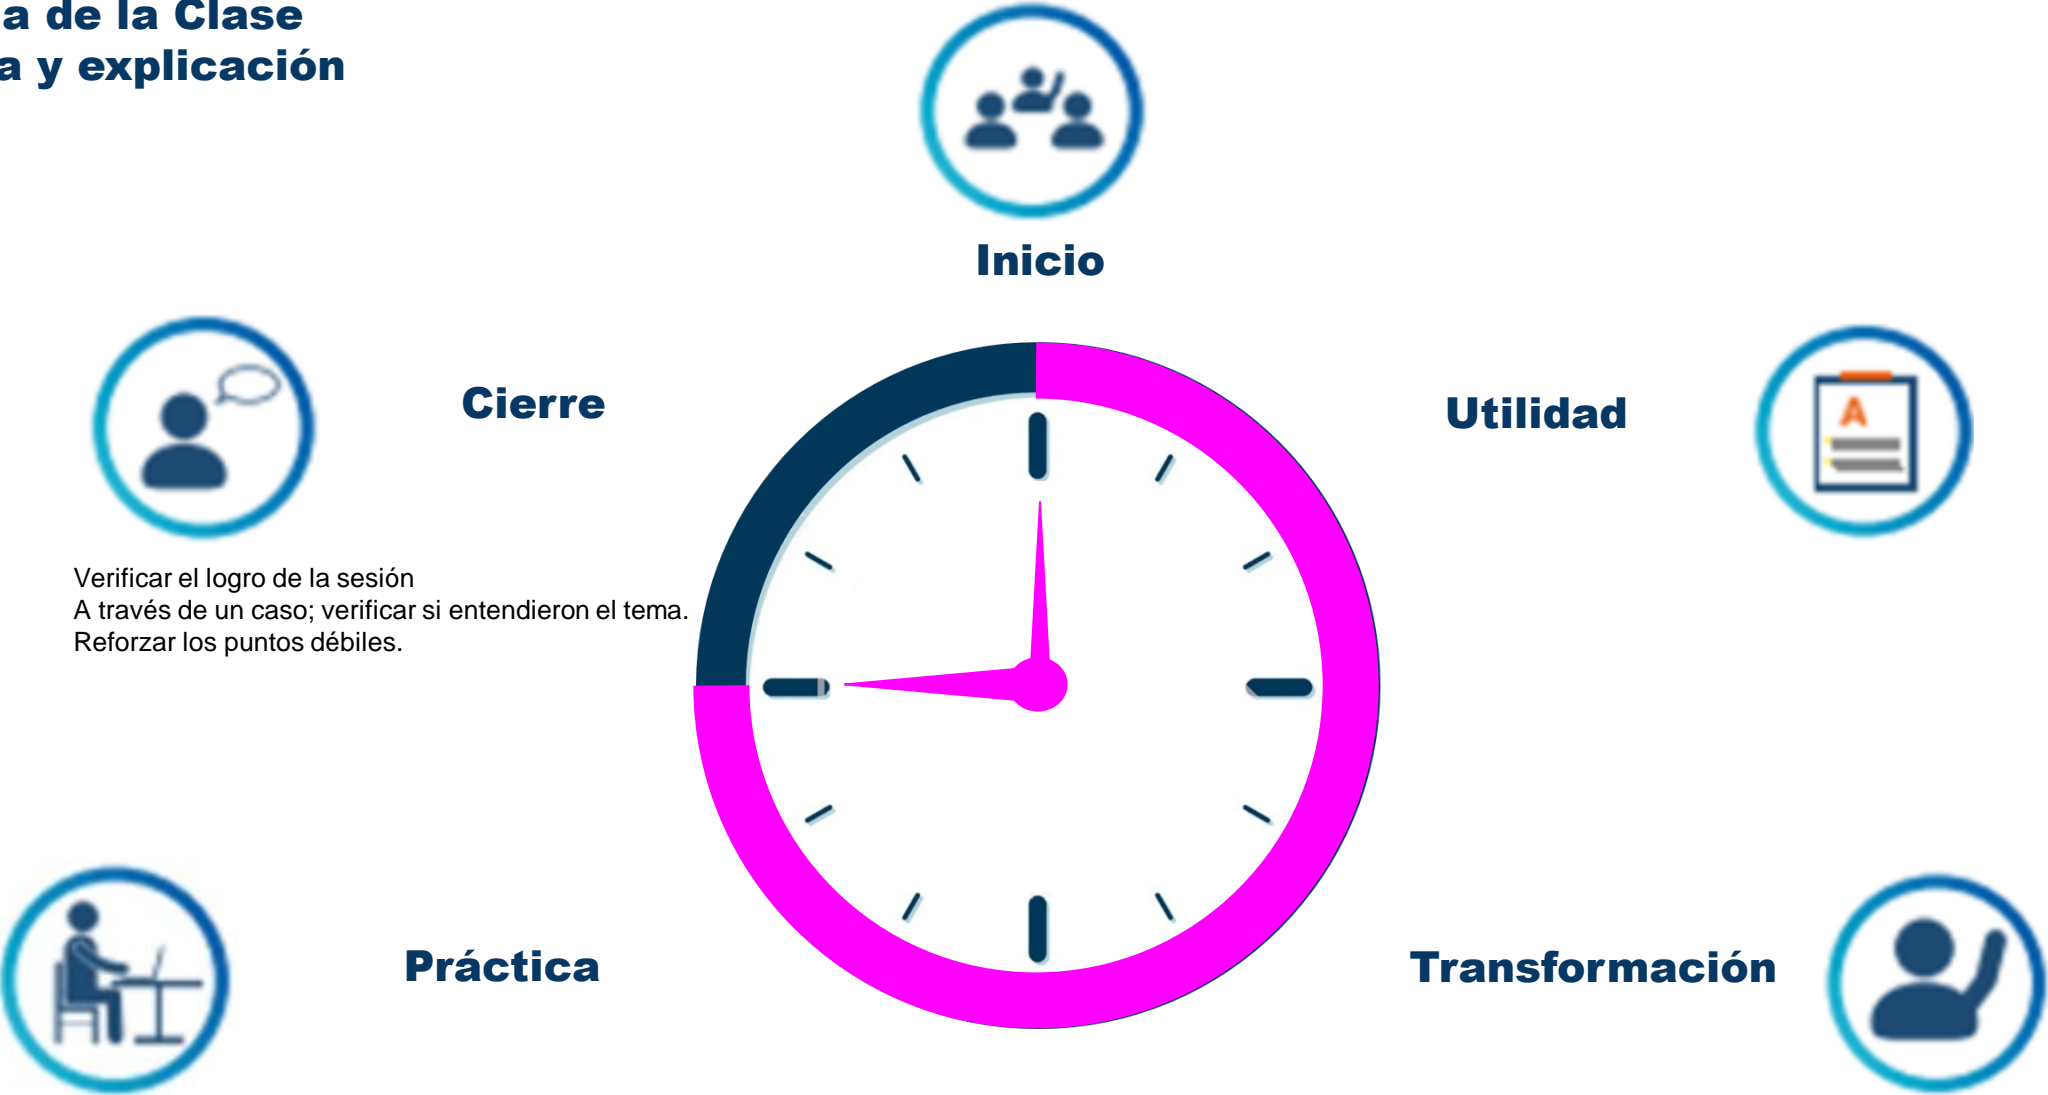 a de la Clase
a y explicación
Inicio
Cierre
Utilidad
A
Verificar el logro de la sesión
A través de un caso; verificar si entendieron el tema.
Reforzar los puntos débiles.
Práctica
Transformación